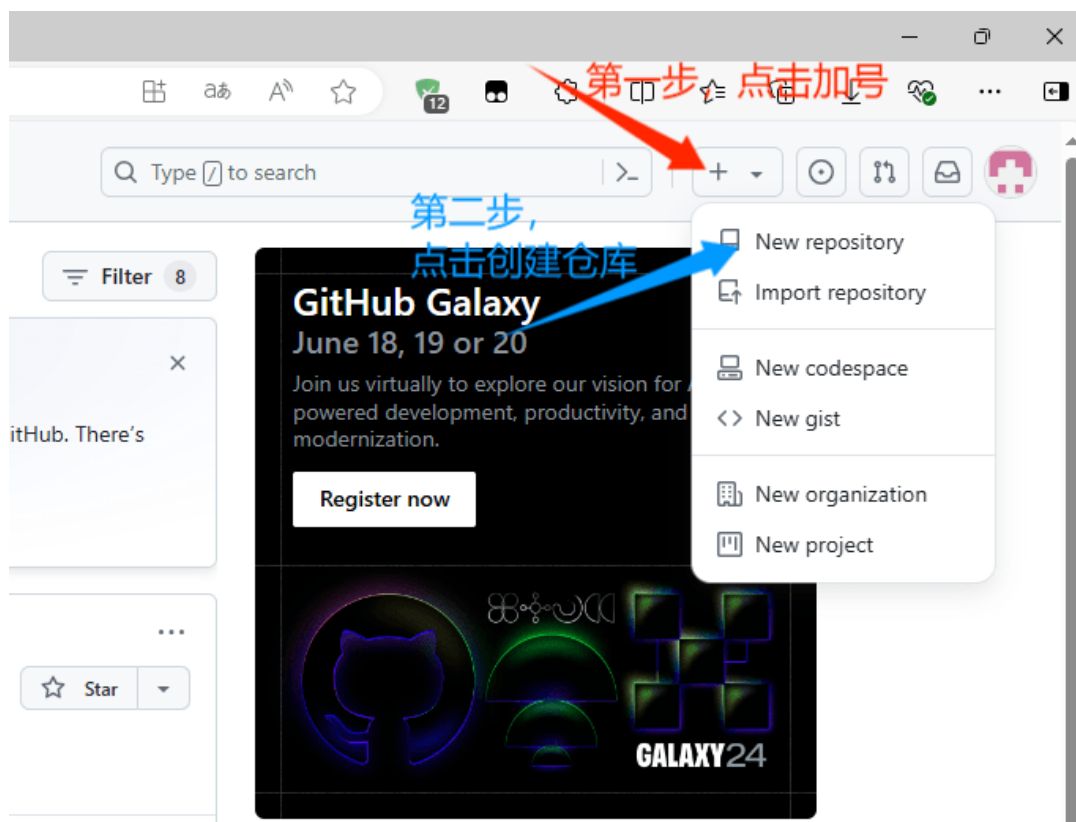 第一步，点击加号
aあ
A
12
Type / to search
第二步，
点击创建仓库
New repository
Import repository
New codespace
New gist
New organization
New project
Filter 8
GitHub Galaxy
June 18, 19 or 20
Join us virtually to explore our vision for
powered development, productivity, and
modernization.
Register now
itHub. There’s
Star
GALAXY24